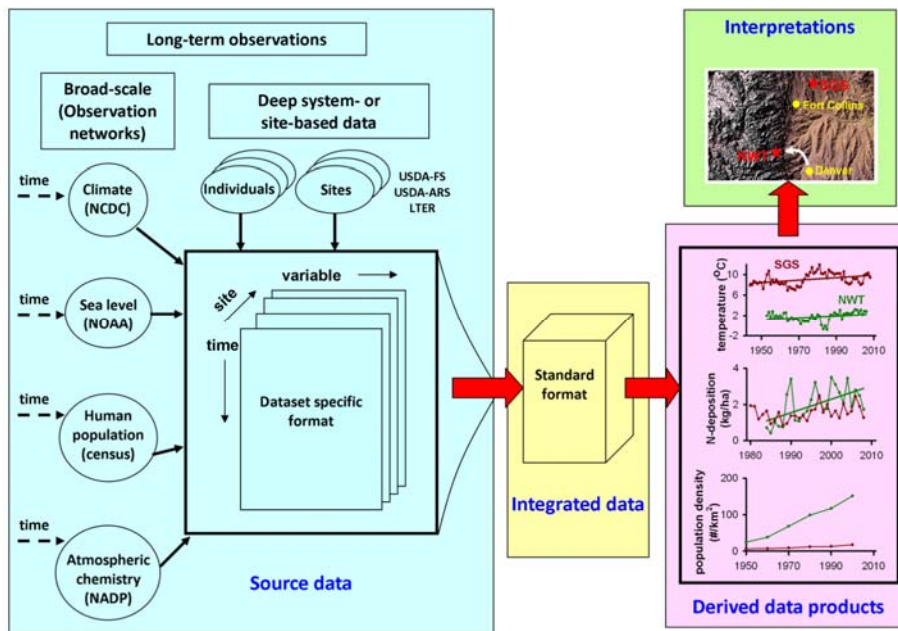 Long-term observations
Broad-scale
(Observation
networks)
Deep system- or
site-based data
time
Climate
(NCDC)
Individuals
Sites
USDA-FS
USDA-ARS
LTER
time
Sea level
(NOAA)
time
Human
population
(census)
time
Atmospheric
chemistry
(NADP)
variable
site
time
Dataset specific
format
Source data
Standard
format
Integrated data
Interpretations
SGS
Fort Collins
NWT
Denver
temperature (°C)
SGS
NWT
10
6
2
-2
1950 1970 1990 2010
N-deposition
(kg/ha)
4
2
0
1980 1990 2000 2010
population density
(#/km²)
200
100
0
1950 1970 1990 2010
Derived data products